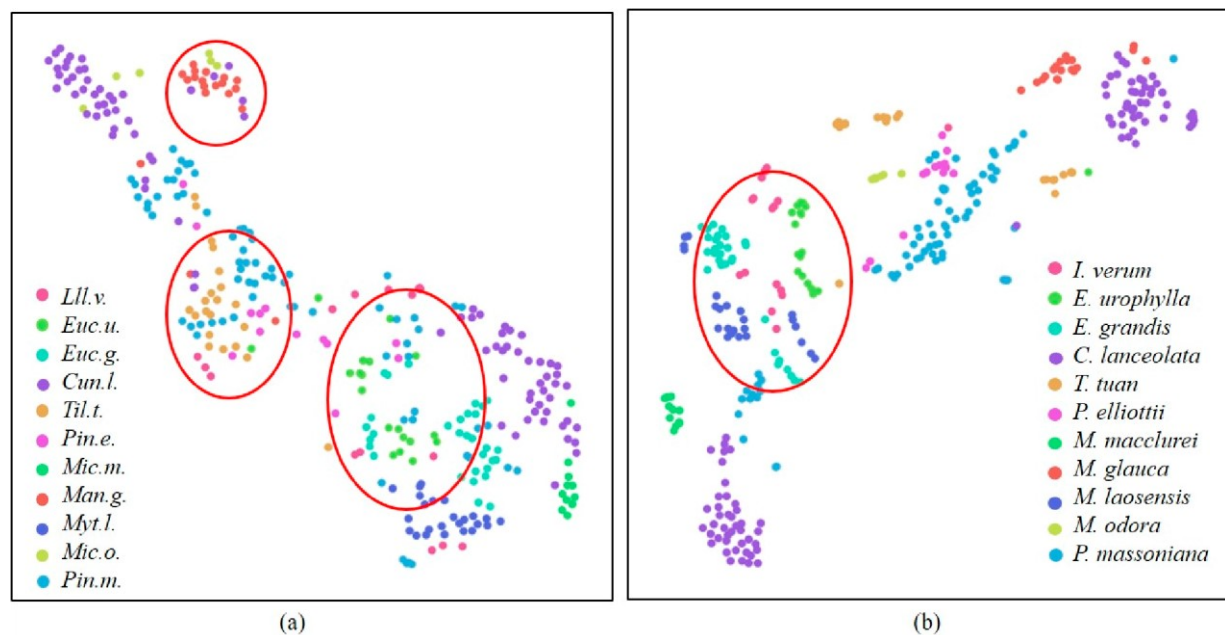 Lll.v.
Euc.u.
Euc.g.
Cun.l.
Til.t.
Pin.e.
Mic.m.
Man.g.
Myt.l.
Mic.o.
Pin.m.
(a)
I. verum
E. urophylla
E. grandis
C. lanceolata
T. tuan
P. elliottii
M. macclurei
M. glauca
M. laosensis
M. odora
P. massoniana
(b)